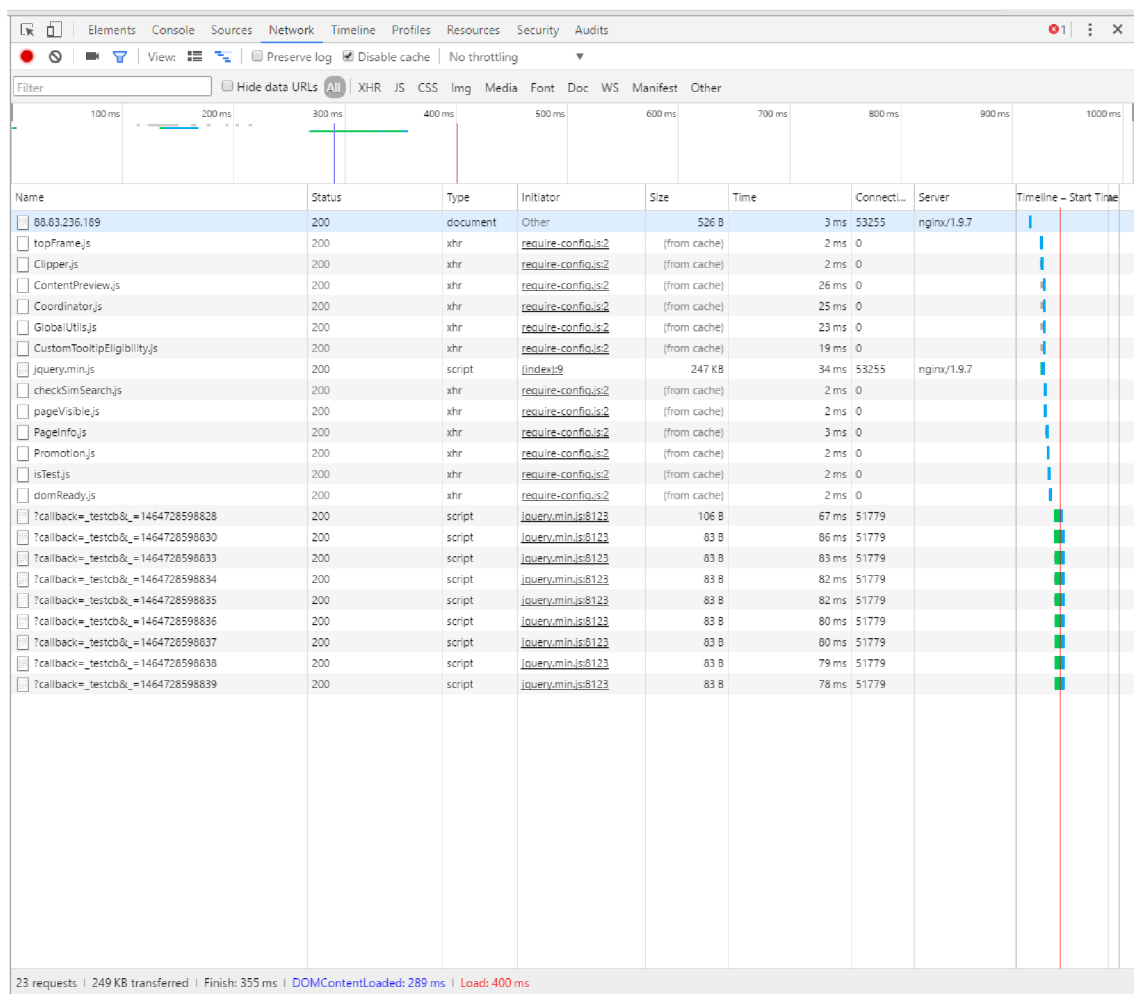 Elements Console Sources Network Timeline Profiles Resources Security Audits 1
View: Preserve log Disable cache No throttling
Filter Hide data URLs All XHR JS CSS Img Media Font Doc WS Manifest Other
100 ms 200 ms 300 ms 400 ms 500 ms 600 ms 700 ms 800 ms 900 ms 1000 ms
Name Status Type Initiator Size Time Connecti... Server Timeline – Start Time
88.83.236.189 200 document Other 526 B 3 ms 53255 nginx/1.9.7
topFrame.js 200 xhr require-config.js:2 (from cache) 2 ms 0
Clipper.js 200 xhr require-config.js:2 (from cache) 2 ms 0
ContentPreview.js 200 xhr require-config.js:2 (from cache) 26 ms 0
Coordinator.js 200 xhr require-config.js:2 (from cache) 25 ms 0
GlobalUtils.js 200 xhr require-config.js:2 (from cache) 23 ms 0
CustomTooltipEligibility.js 200 xhr require-config.js:2 (from cache) 19 ms 0
jquery.min.js 200 script (index):9 247 KB 34 ms 53255 nginx/1.9.7
checkSimSearch.js 200 xhr require-config.js:2 (from cache) 2 ms 0
pageVisible.js 200 xhr require-config.js:2 (from cache) 2 ms 0
PageInfo.js 200 xhr require-config.js:2 (from cache) 3 ms 0
Promotion.js 200 xhr require-config.js:2 (from cache) 2 ms 0
isTest.js 200 xhr require-config.js:2 (from cache) 2 ms 0
domReady.js 200 xhr require-config.js:2 (from cache) 2 ms 0
?callback=_testcb&_=1464728598828 200 script jquery.min.js:8123 106 B 67 ms 51779
?callback=_testcb&_=1464728598830 200 script jquery.min.js:8123 83 B 86 ms 51779
?callback=_testcb&_=1464728598833 200 script jquery.min.js:8123 83 B 83 ms 51779
?callback=_testcb&_=1464728598834 200 script jquery.min.js:8123 83 B 82 ms 51779
?callback=_testcb&_=1464728598835 200 script jquery.min.js:8123 83 B 82 ms 51779
?callback=_testcb&_=1464728598836 200 script jquery.min.js:8123 83 B 80 ms 51779
?callback=_testcb&_=1464728598837 200 script jquery.min.js:8123 83 B 80 ms 51779
?callback=_testcb&_=1464728598838 200 script jquery.min.js:8123 83 B 79 ms 51779
?callback=_testcb&_=1464728598839 200 script jquery.min.js:8123 83 B 78 ms 51779
23 requests | 249 KB transferred | Finish: 355 ms | DOMContentLoaded: 289 ms | Load: 400 ms